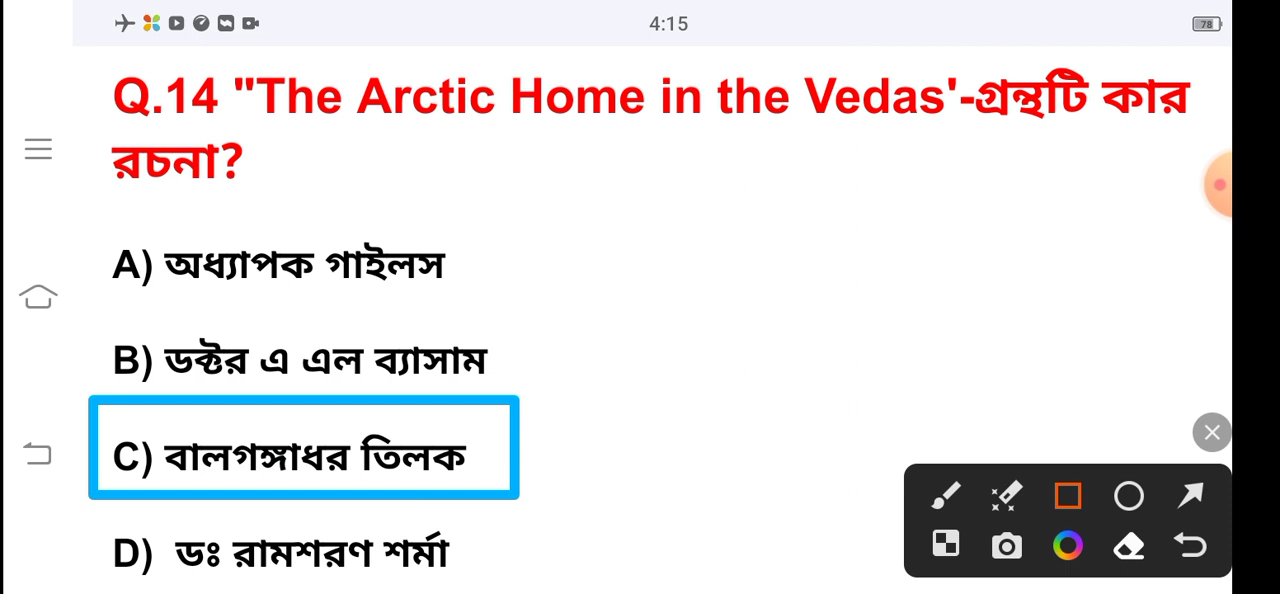 4:15
78
Q.14 "The Arctic Home in the Vedas'-গ্রন্থটি কার
রচনা?
A) অধ্যাপক গাইলস
B) ডক্টর এ এল ব্যাসাম
C) বালগঙ্গাধর তিলক
D) ডঃ রামশরণ শর্মা